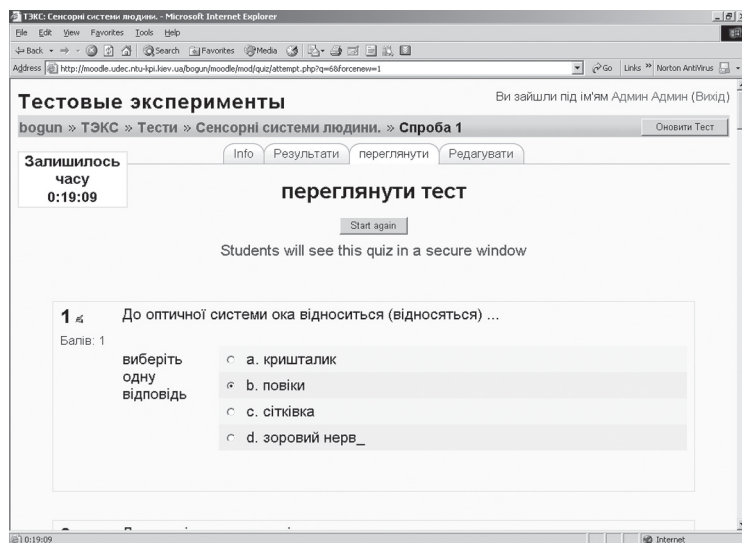 ТЭКС: Сенсорні системи людини. - Microsoft Internet Explorer
File Edit View Favorites Tools Help
Back Search Favorites Media
Address http://moodle.udec.ntu-kpi.kiev.ua/bogun/moodle/mod/quiz/attempt.php?q=6&forcenew=1 Go Links » Norton AntiVirus
Тестовые эксперименты
Ви зайшли під ім'ям Админ Админ (Вихід)
bogun » ТЭКС » Тести » Сенсорні системи людини. » Спроба 1
Оновити Тест
Залишилось
часу
0:19:09
Info Результати переглянути Редагувати
переглянути тест
Start again
Students will see this quiz in a secure window
1 До оптичної системи ока відноситься (відносяться) ...
Балів: 1
виберіть
одну
відповідь
a. кришталик
b. повіки
c. сітківка
d. зоровий нерв_
0:19:09 Internet